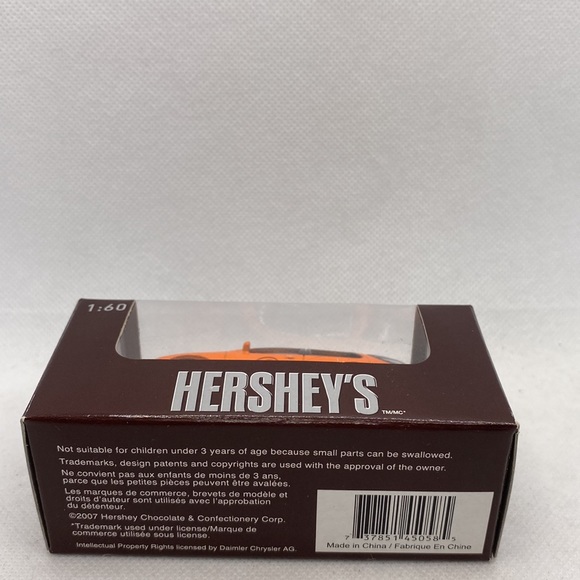 1:60
HERSHEY'S
TM/MC*
Not suitable for children under 3 years of age because small parts can be swallowed.
Trademarks, design patents and copyrights are used with the approval of the owner.
Ne convient pas aux enfants de moins de 3 ans,
parce que les petites pièces peuvent être avalées.
Les marques de commerce, brevets de modèle et
droits d'auteur sont utilisés avec l'approbation
du détenteur.
©2007 Hershey Chocolate & Confectionery Corp.
*Trademark used under license/Marque de
commerce utilisée sous license.
Intellectual Property Rights licensed by Daimler Chrysler AG.
7 37851 45058 5
Made in China / Fabrique En Chine